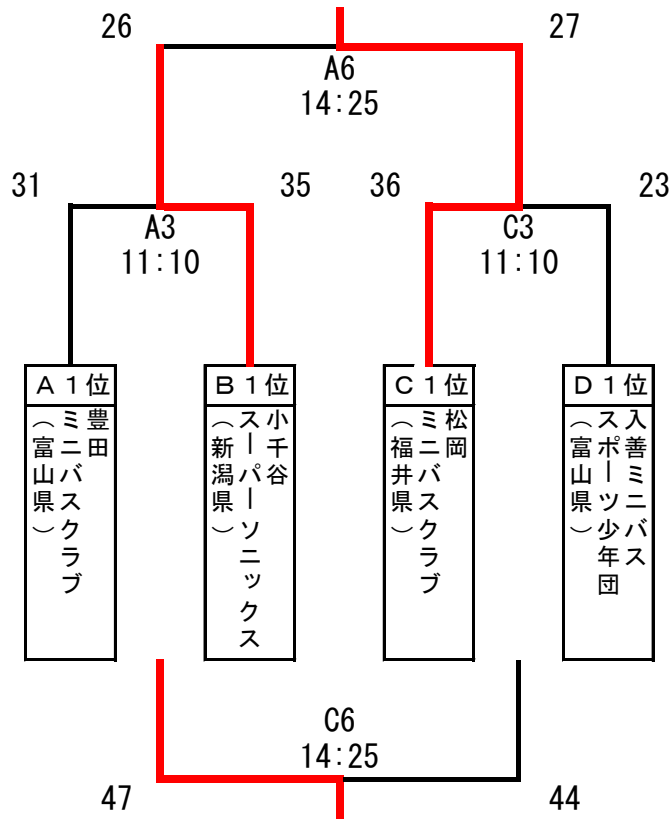 26
27
A6
14:25
31
35
36
23
A3
11:10
C3
11:10
A1位
豊田
ミニバスクラブ
(富山県)
B1位
小千谷
スーパーソニックス
(新潟県)
C1位
松岡
ミニバスクラブ
(福井県)
D1位
入善ミニバス
スポーツ少年団
(富山県)
C6
14:25
47
44